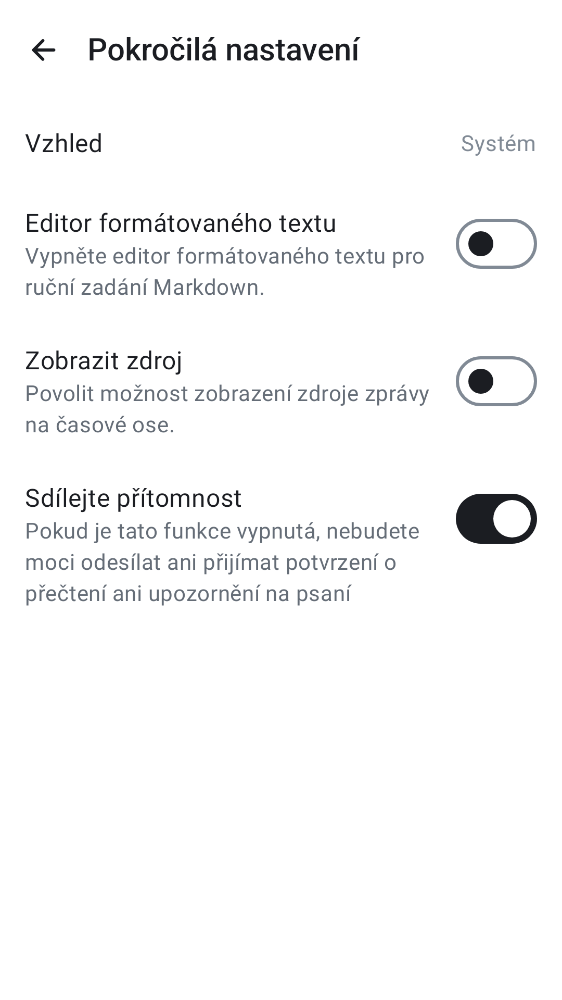 Pokročilá nastavení
Vzhled
Systém
Editor formátovaného textu
Vypněte editor formátovaného textu pro
ruční zadání Markdown.
Zobrazit zdroj
Povolit možnost zobrazení zdroje zprávy
na časové ose.
Sdílejte přítomnost
Pokud je tato funkce vypnutá, nebudete
moci odesílat ani přijímat potvrzení o
přečtení ani upozornění na psaní